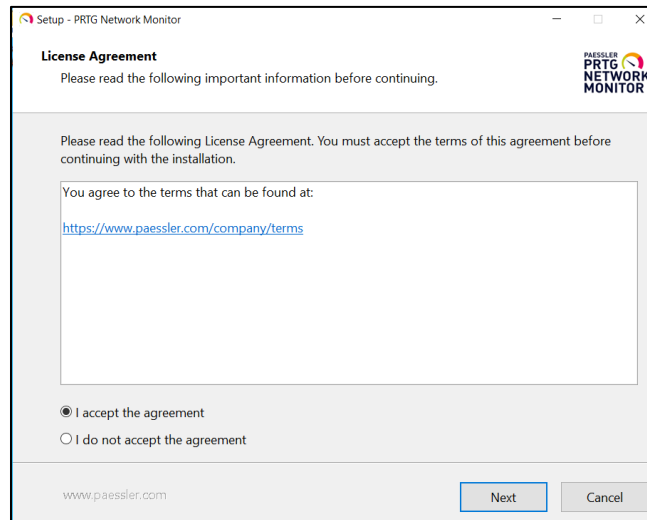 Setup - PRTG Network Monitor
License Agreement
Please read the following important information before continuing.
PAESSLER
PRTG
NETWORK
MONITOR
Please read the following License Agreement. You must accept the terms of this agreement before
continuing with the installation.
You agree to the terms that can be found at:
https://www.paessler.com/company/terms
I accept the agreement
I do not accept the agreement
www.paessler.com
Next
Cancel